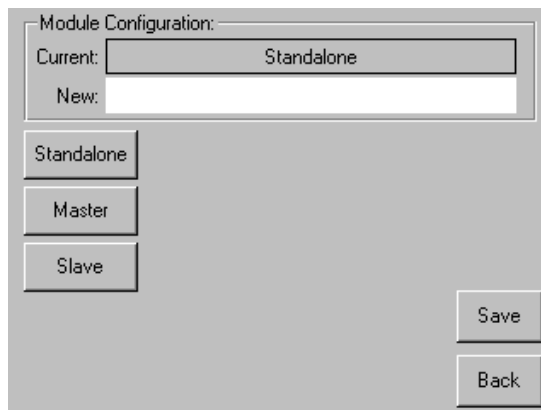 Module Configuration:
Current: Standalone
New:
Standalone
Master
Slave
Save
Back